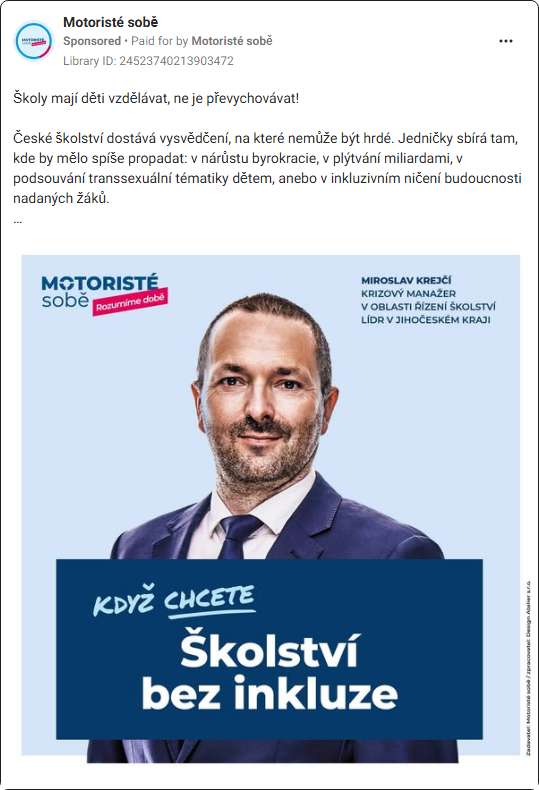 Motoristé sobě
Sponsored • Paid for by Motoristé sobě
Library ID: 24523740213903472
Školy mají děti vzdělávat, ne je převychovávat!
České školství dostává vysvědčení, na které nemůže být hrdé. Jedničky sbírá tam,
kde by mělo spíše propadat: v nárůstu byrokracie, v plýtvání miliardami, v
podsouvání transsexuální tématiky dětem, anebo v inkluzivním ničení budoucnosti
nadaných žáků.
...
MOTORISTÉ
sobě
Rozumíme době
MIROSLAV KREJČÍ
KRIZOVÝ MANAŽER
V OBLASTI ŘÍZENÍ ŠKOLSTVÍ
LÍDR V JIHOČESKÉM KRAJI
KDYŽ CHCETE
Školství
bez inkluze
Zadavatel: Motoristé sobě / zpracovatel: Design Atelier s.r.o.